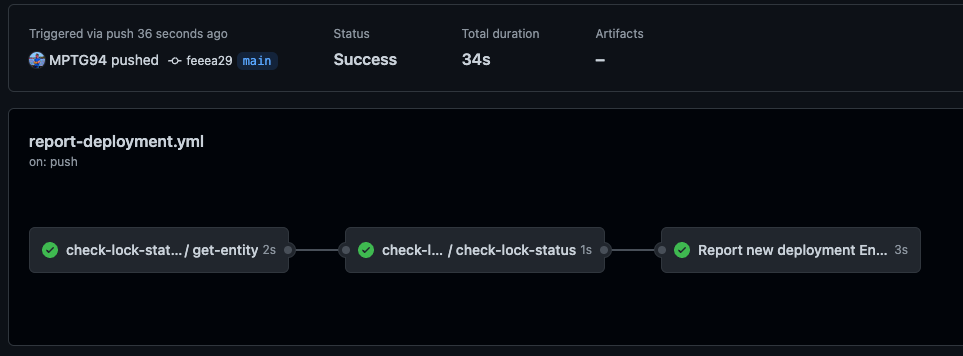 Triggered via push 36 seconds ago
MPTG94 pushed feeea29 main
Status
Success
Total duration
34s
Artifacts
–
report-deployment.yml
on: push
check-lock-stat... / get-entity 2s
check-l... / check-lock-status 1s
Report new deployment En... 3s